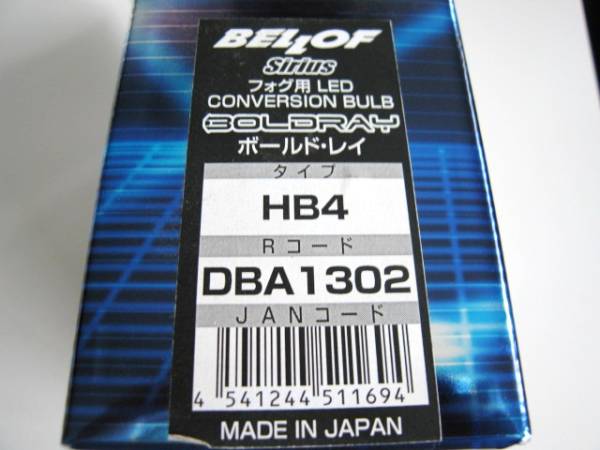 BELLOF
Sirius
フォグ用 LED
CONVERSION BULB
BOLDRAY
ボールド・レイ
タイプ
HB4
Rコード
DBA1302
JANコード
4 541244 511694
MADE IN JAPAN